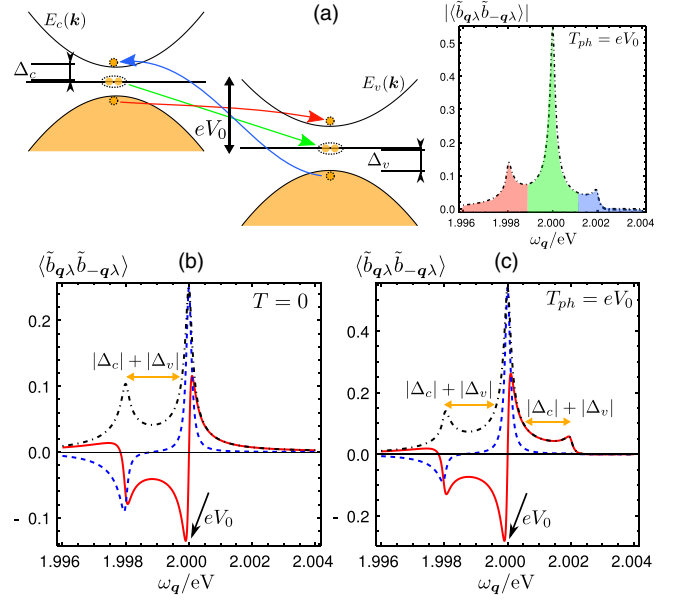 (a)
E_c(k)
Δ_c
eV_0
E_v(k)
Δ_v
|⟨b̃_{qλ} b̃_{-qλ}⟩|
T_{ph} = eV_0
0.5
0.4
0.3
0.2
0.1
0.0
1.996 1.998 2.000 2.002 2.004
ω_q/eV
⟨b̃_{qλ} b̃_{-qλ}⟩
(b)
T = 0
|Δ_c| + |Δ_v|
0.2
0.1
0.0
- 0.1
eV_0
1.996 1.998 2.000 2.002 2.004
ω_q/eV
⟨b̃_{qλ} b̃_{-qλ}⟩
(c)
T_{ph} = eV_0
|Δ_c| + |Δ_v|
|Δ_c| + |Δ_v|
0.4
0.2
0.0
- 0.2
eV_0
1.996 1.998 2.000 2.002 2.004
ω_q/eV